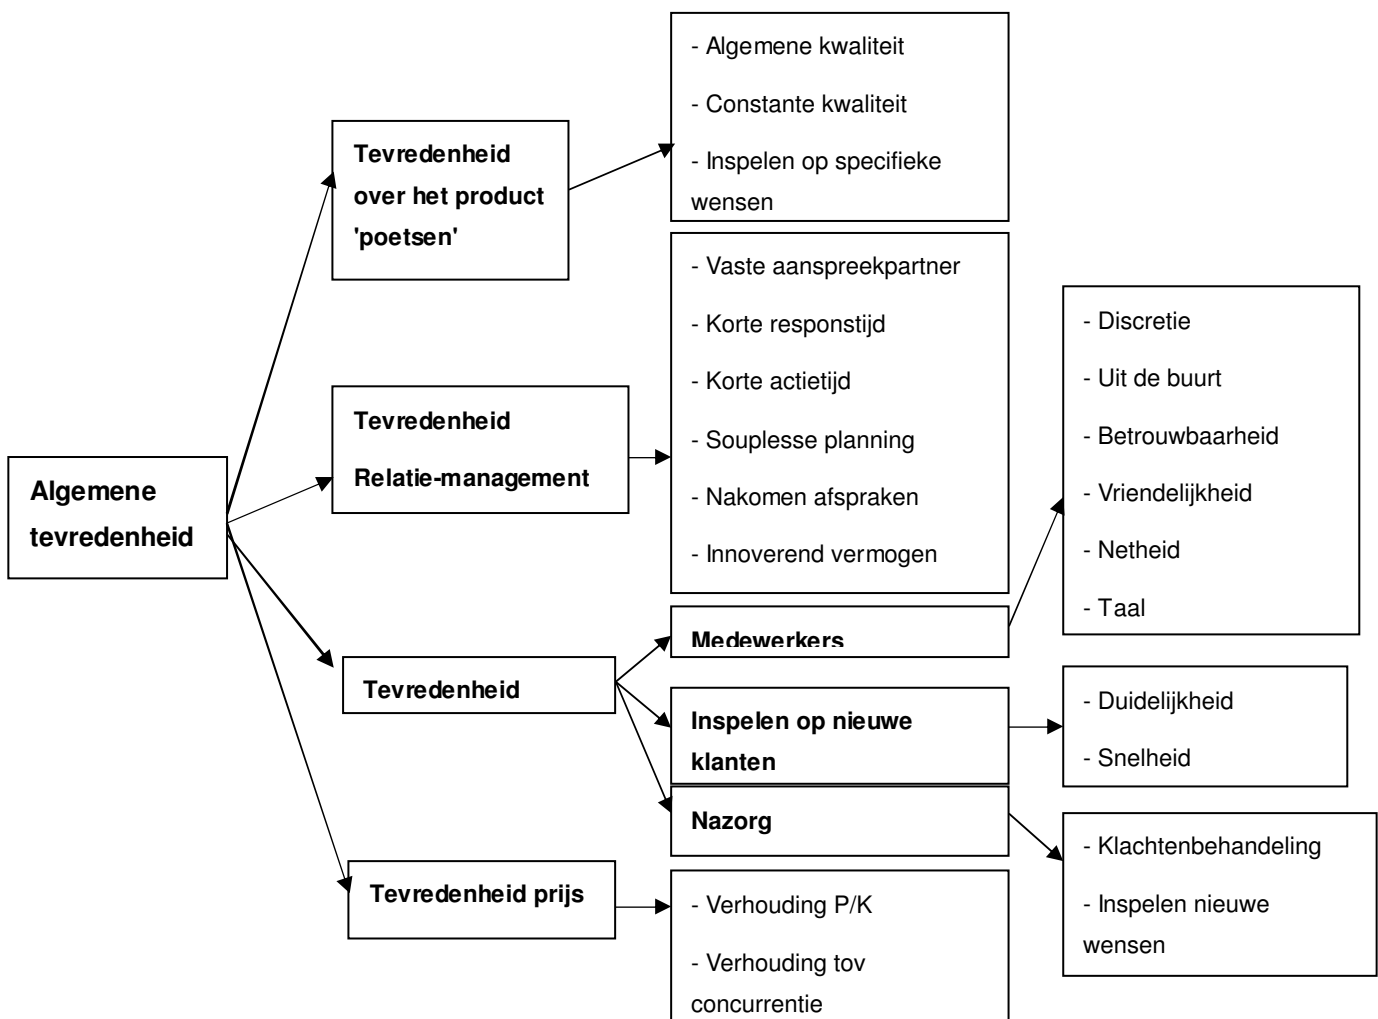 Algemene
tevredenheid
Tevredenheid
over het product
'poetsen'
- Algemene kwaliteit
- Constante kwaliteit
- Inspelen op specifieke
wensen
Tevredenheid
Relatie-management
- Vaste aanspreekpartner
- Korte responstijd
- Korte actietijd
- Souplesse planning
- Nakomen afspraken
- Innoverend vermogen
Tevredenheid
Medewerkers
- Discretie
- Uit de buurt
- Betrouwbaarheid
- Vriendelijkheid
- Netheid
- Taal
Inspelen op nieuwe
klanten
- Duidelijkheid
- Snelheid
Nazorg
- Klachtenbehandeling
- Inspelen nieuwe
wensen
Tevredenheid prijs
- Verhouding P/K
- Verhouding tov
concurrentie